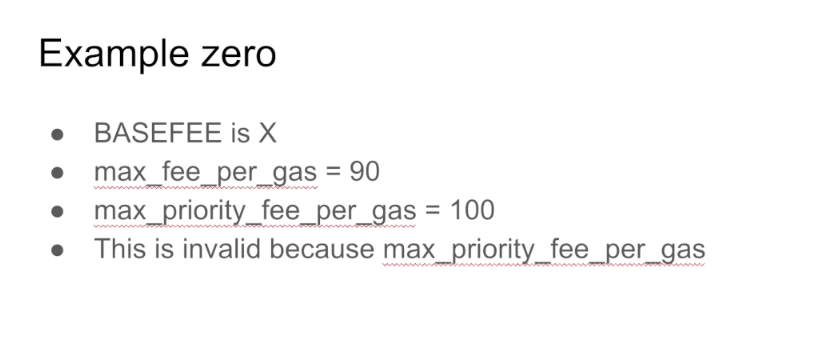 Example zero
● BASEFEE is X
● max_fee_per_gas = 90
● max_priority_fee_per_gas = 100
● This is invalid because max_priority_fee_per_gas